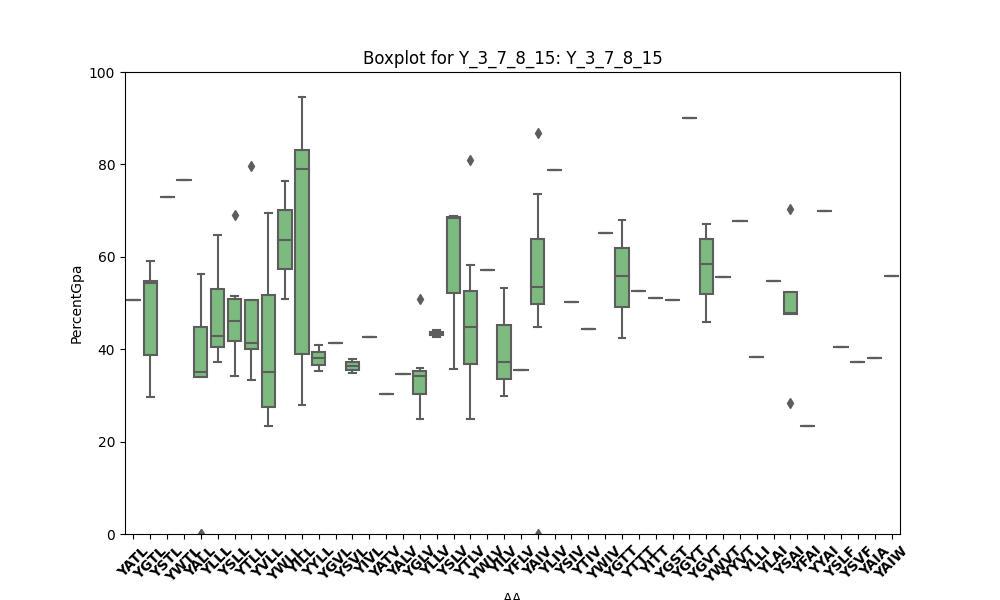 Boxplot for Y_3_7_8_15: Y_3_7_8_15
PercentGpa
100
80
60
40
20
0
YATL
YGTL
YSTL
YWTL
YALL
YLLL
YSLL
YTLL
YVLL
YWLL
YILL
YYLL
YGVL
YSVL
YIVL
YATV
YALV
YGLV
YLLV
YSLV
YTLV
YWLV
YILV
YFLV
YAIV
YLIV
YSIV
YTIV
YWIV
YGTT
YTTT
YITT
YGST
YGYT
YGVT
YWVT
YYVT
YLLI
YLAI
YSAI
YFAI
YYAI
YSLF
YSVF
YAIA
YAIW
AA